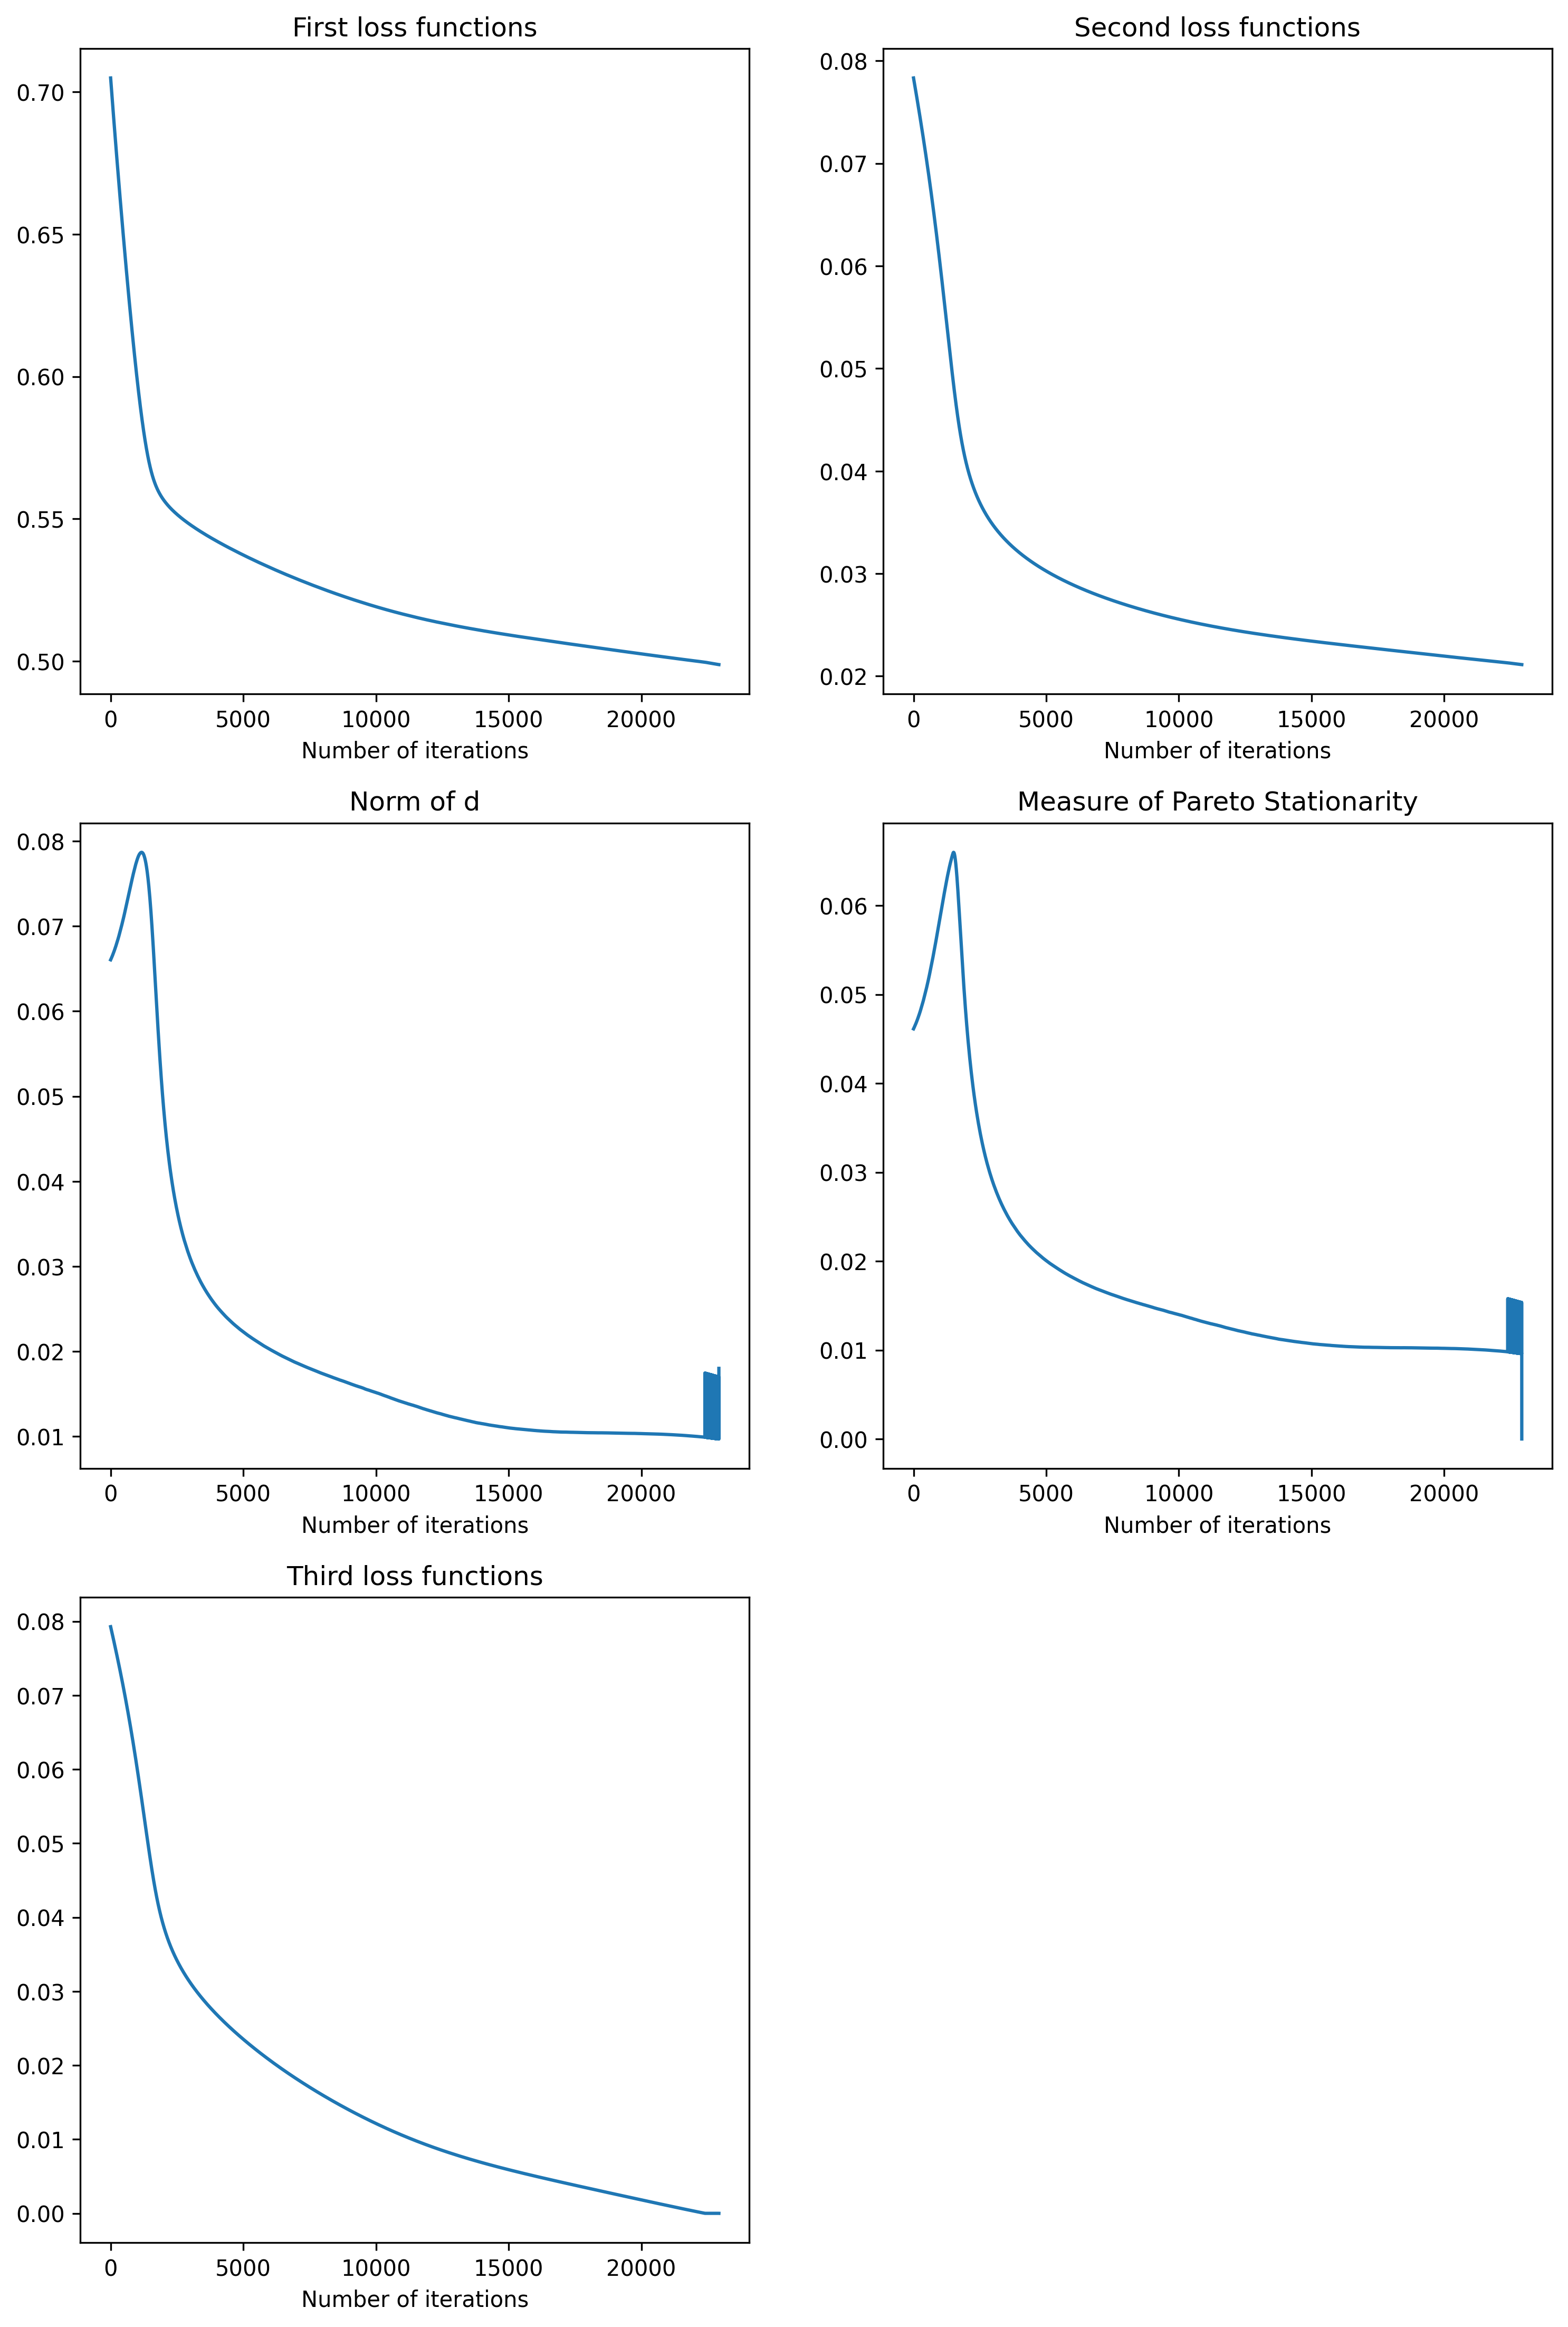 First loss functions
0.70
0.65
0.60
0.55
0.50
0 5000 10000 15000 20000
Number of iterations
Second loss functions
0.08
0.07
0.06
0.05
0.04
0.03
0.02
0 5000 10000 15000 20000
Number of iterations
Norm of d
0.08
0.07
0.06
0.05
0.04
0.03
0.02
0.01
0 5000 10000 15000 20000
Number of iterations
Measure of Pareto Stationarity
0.06
0.05
0.04
0.03
0.02
0.01
0.00
0 5000 10000 15000 20000
Number of iterations
Third loss functions
0.08
0.07
0.06
0.05
0.04
0.03
0.02
0.01
0.00
0 5000 10000 15000 20000
Number of iterations